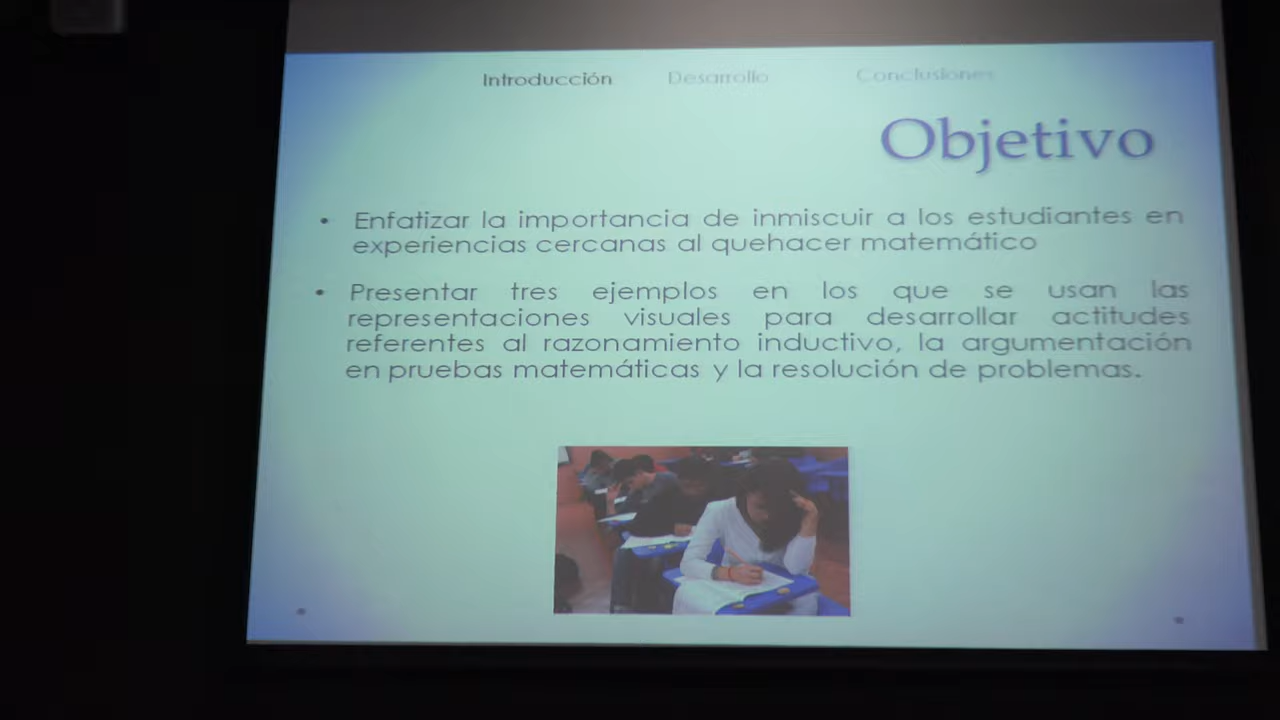 Introducción Desarrollo Conclusiones
Objetivo
• Enfatizar la importancia de inmiscuir a los estudiantes en
experiencias cercanas al quehacer matemático
• Presentar tres ejemplos en los que se usan las
representaciones visuales para desarrollar actitudes
referentes al razonamiento inductivo, la argumentación
en pruebas matemáticas y la resolución de problemas.